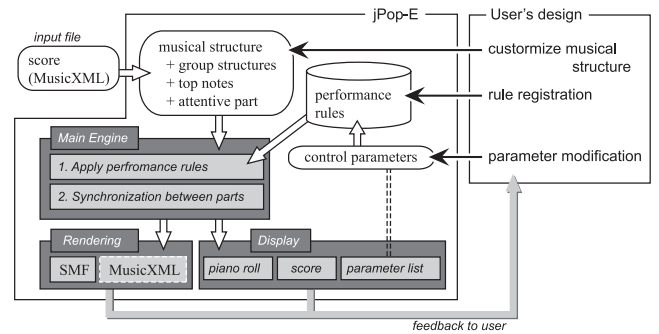 jPop-E
User's design
input file
score
(MusicXML)
musical structure
+ group structures
+ top notes
+ attentive part
performance
rules
control parameters
custormize musical
structure
rule registration
parameter modification
Main Engine
1. Apply perfromance rules
2. Synchronization between parts
Rendering
SMF
MusicXML
Display
piano roll
score
parameter list
feedback to user